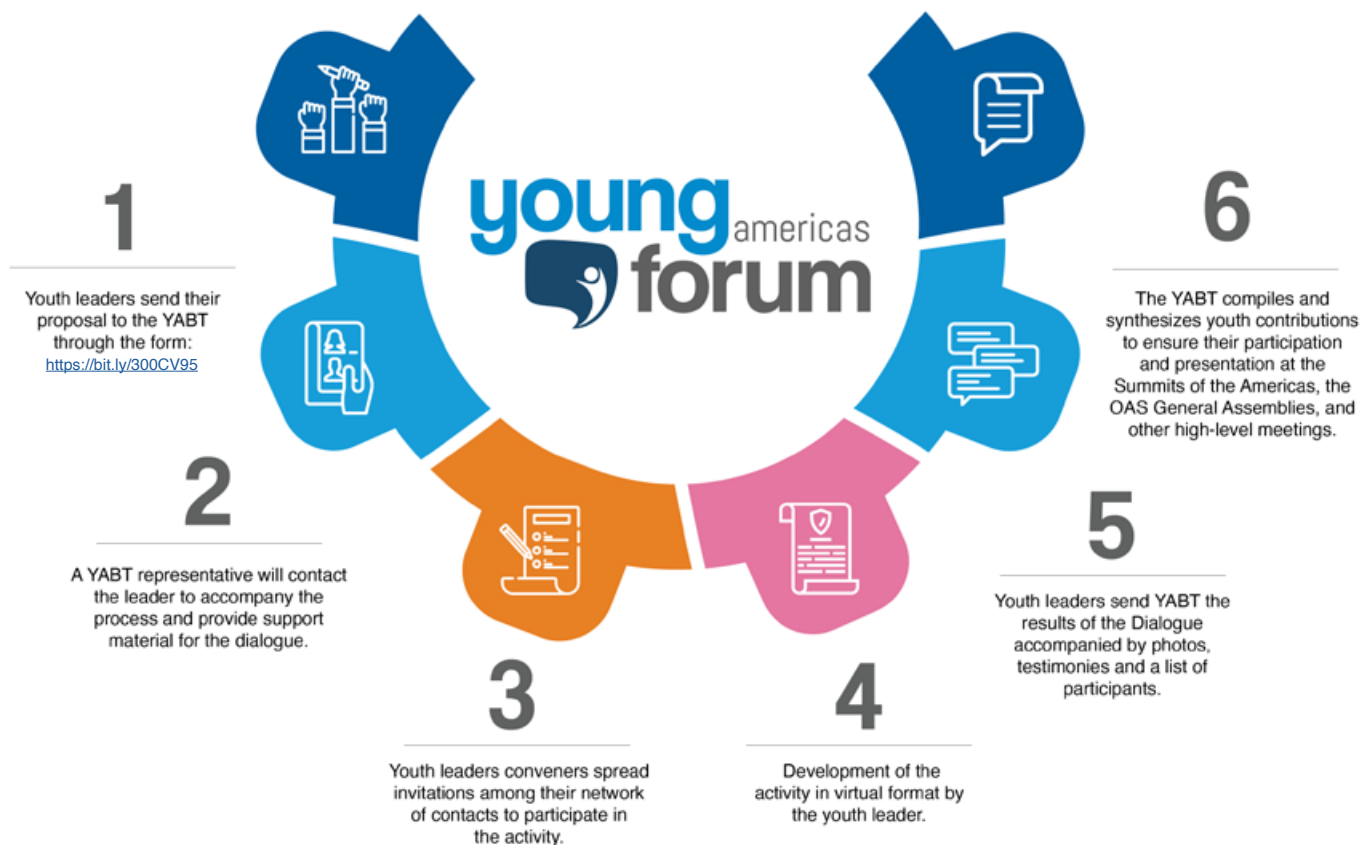 young
americas
forum
1
Youth leaders send their
proposal to the YABT
through the form:
https://bit.ly/300CV95
2
A YABT representative will contact
the leader to accompany the
process and provide support
material for the dialogue.
3
Youth leaders conveners spread
invitations among their network
of contacts to participate in
the activity.
4
Development of the
activity in virtual format by
the youth leader.
5
Youth leaders send YABT the
results of the Dialogue
accompanied by photos,
testimonies and a list of
participants.
6
The YABT compiles and
synthesizes youth contributions
to ensure their participation
and presentation at the
Summits of the Americas, the
OAS General Assemblies, and
other high-level meetings.